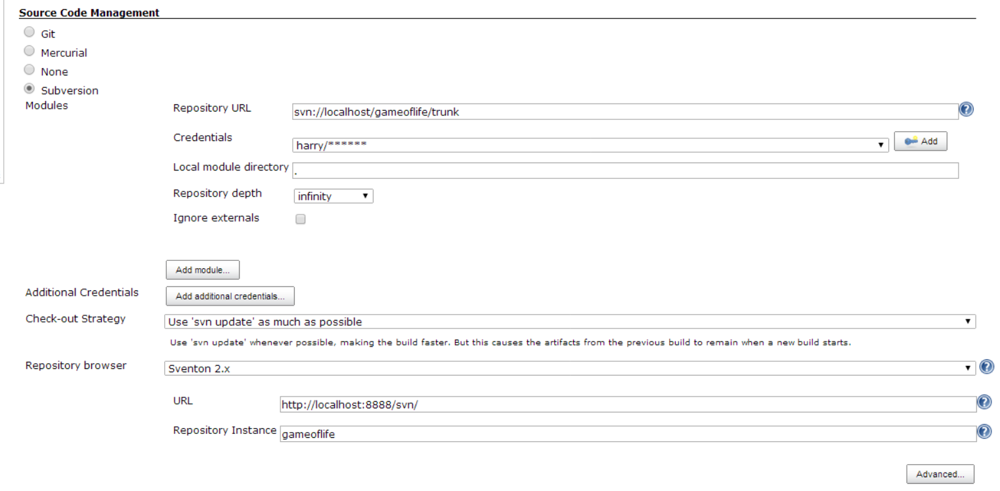 Source Code Management
Git
Mercurial
None
Subversion
Modules
Repository URL svn://localhost/gameoflife/trunk
Credentials harry/****** Add
Local module directory .
Repository depth infinity
Ignore externals
Add module...
Additional Credentials Add additional credentials...
Check-out Strategy Use 'svn update' as much as possible
Use 'svn update' whenever possible, making the build faster. But this causes the artifacts from the previous build to remain when a new build starts.
Repository browser Sventon 2.x
URL http://localhost:8888/svn/
Repository Instance gameoflife
Advanced...